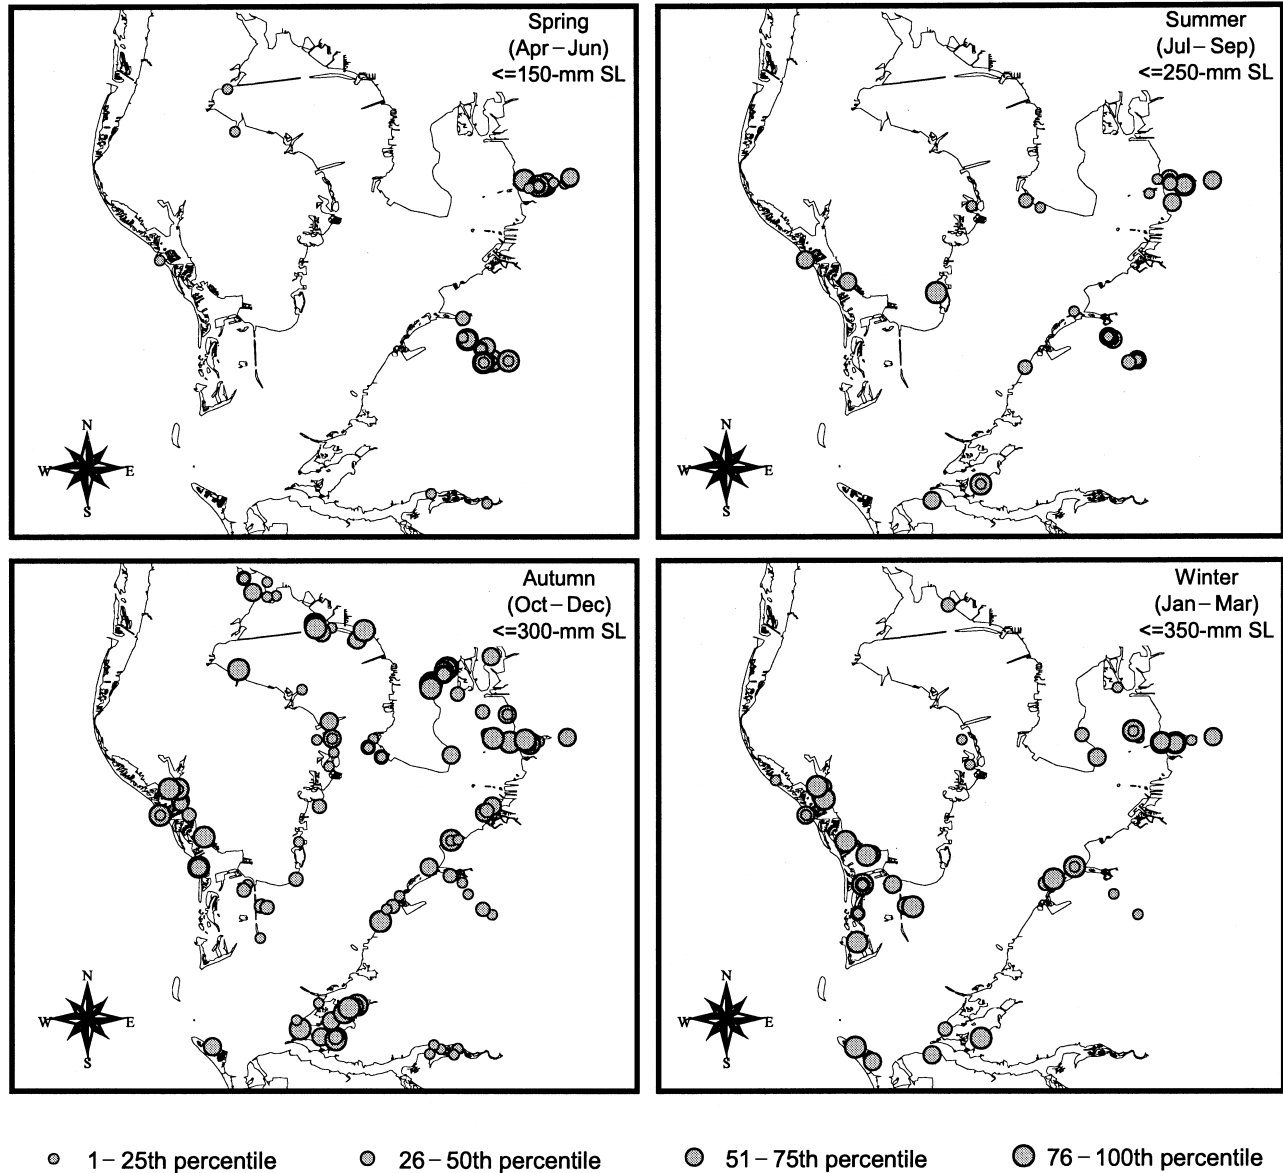 Spring
(Apr – Jun)
<=150-mm SL
N
W E
S
Summer
(Jul – Sep)
<=250-mm SL
N
W E
S
Autumn
(Oct – Dec)
<=300-mm SL
N
W E
S
Winter
(Jan – Mar)
<=350-mm SL
N
W E
S
1 – 25th percentile
26 – 50th percentile
51 – 75th percentile
76 – 100th percentile